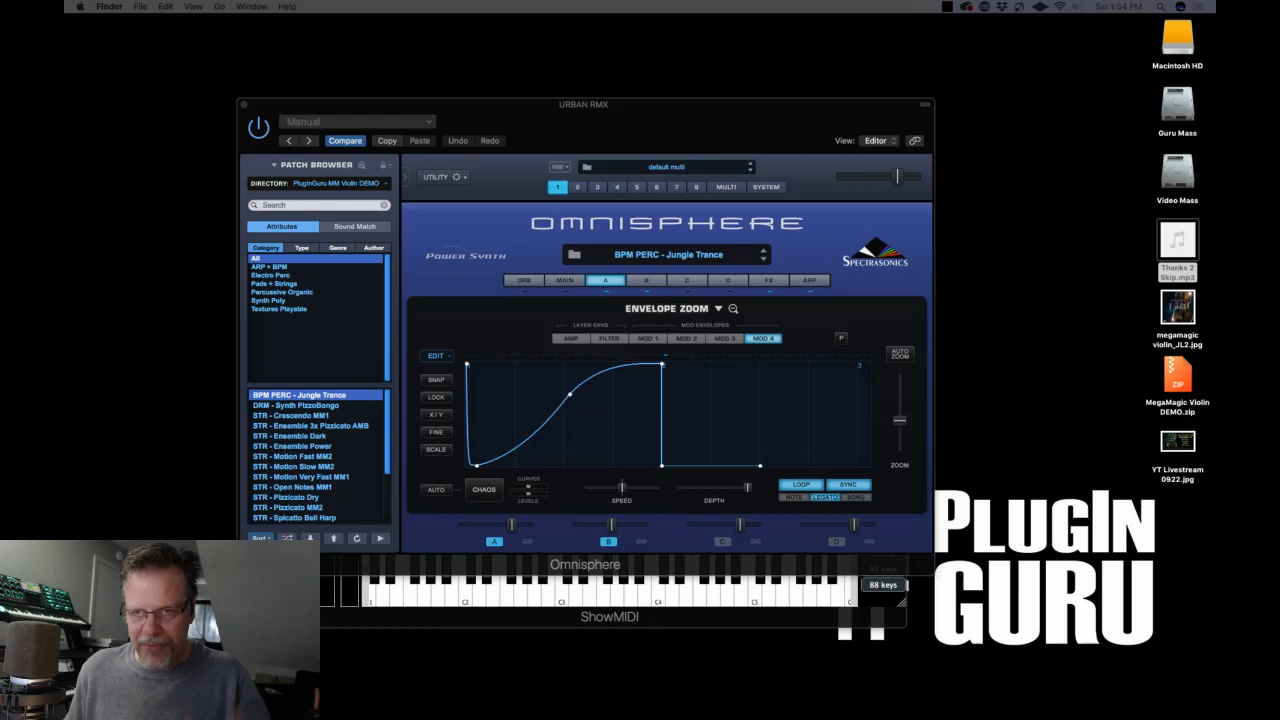 Finder File Edit View Go Window Help
Sat 1:54 PM
Macintosh HD
Guru Mass
Video Mass
Thanks 2
Skip.mp3
megamagic
violin_JL2.jpg
ZIP
MegaMagic Violin
DEMO.zip
YT Livestream
0922.jpg
URBAN RMX
Manual
Compare Copy Paste Undo Redo
View: Editor
PATCH BROWSER
DIRECTORY: PlugInGuru MM Violin DEMO
Search
Attributes Sound Match
Category Type Genre Author
All
ARP + BPM
Electro Perc
Pads + Strings
Percussive Organic
Synth Poly
Textures Playable
BPM PERC - Jungle Trance
DRM - Synth PizzoBongo
STR - Crescendo MM1
STR - Ensemble 3x Pizzicato AMB
STR - Ensemble Dark
STR - Ensemble Power
STR - Motion Fast MM2
STR - Motion Slow MM2
STR - Motion Very Fast MM1
STR - Open Notes MM1
STR - Pizzicato Dry
STR - Pizzicato MM2
STR - Spicatto Bell Harp
Sort
UTILITY
HW
default multi
1 2 3 4 5 6 7 8 MULTI SYSTEM
OMNISPHERE
Power Synth
BPM PERC - Jungle Trance
SPECTRASONICS
ORB MAIN A B C D FX ARP
ENVELOPE ZOOM
LAYER ENVS MOD ENVELOPES
AMP FILTER MOD 1 MOD 2 MOD 3 MOD 4
P
EDIT
SNAP
LOCK
X / Y
FINE
SCALE
3
AUTO
ZOOM
ZOOM
AUTO CHAOS
CURVES
LEVELS
SPEED
DEPTH
LOOP SYNC
NOTE LEGATO SONG
A B C D
Omnisphere
88 keys
C2 C3 C4 C5
ShowMIDI
PLUGIN
GURU